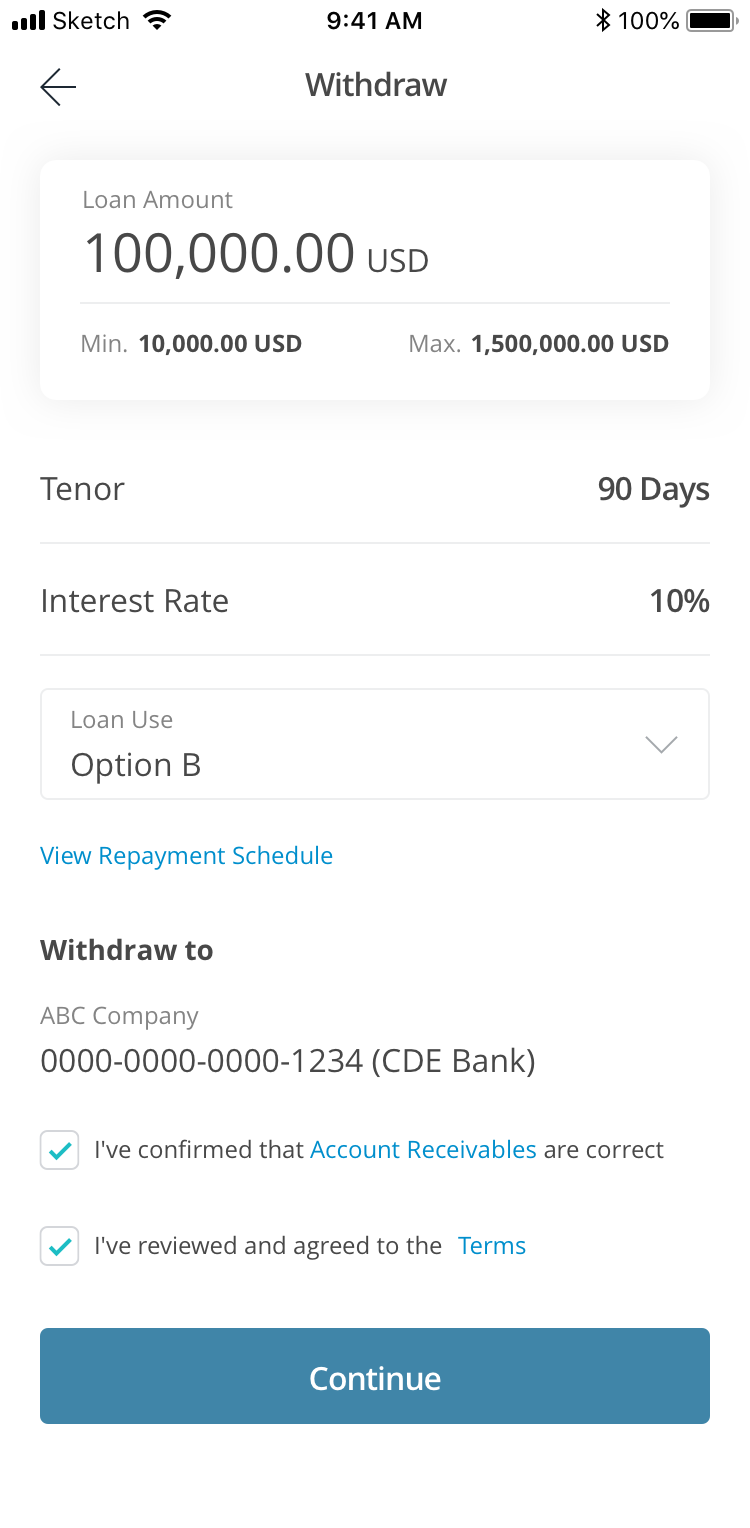 Sketch 9:41 AM 100%
Withdraw
Loan Amount
100,000.00 USD
Min. 10,000.00 USD Max. 1,500,000.00 USD
Tenor 90 Days
Interest Rate 10%
Loan Use
Option B
View Repayment Schedule
Withdraw to
ABC Company
0000-0000-0000-1234 (CDE Bank)
I've confirmed that Account Receivables are correct
I've reviewed and agreed to the Terms
Continue